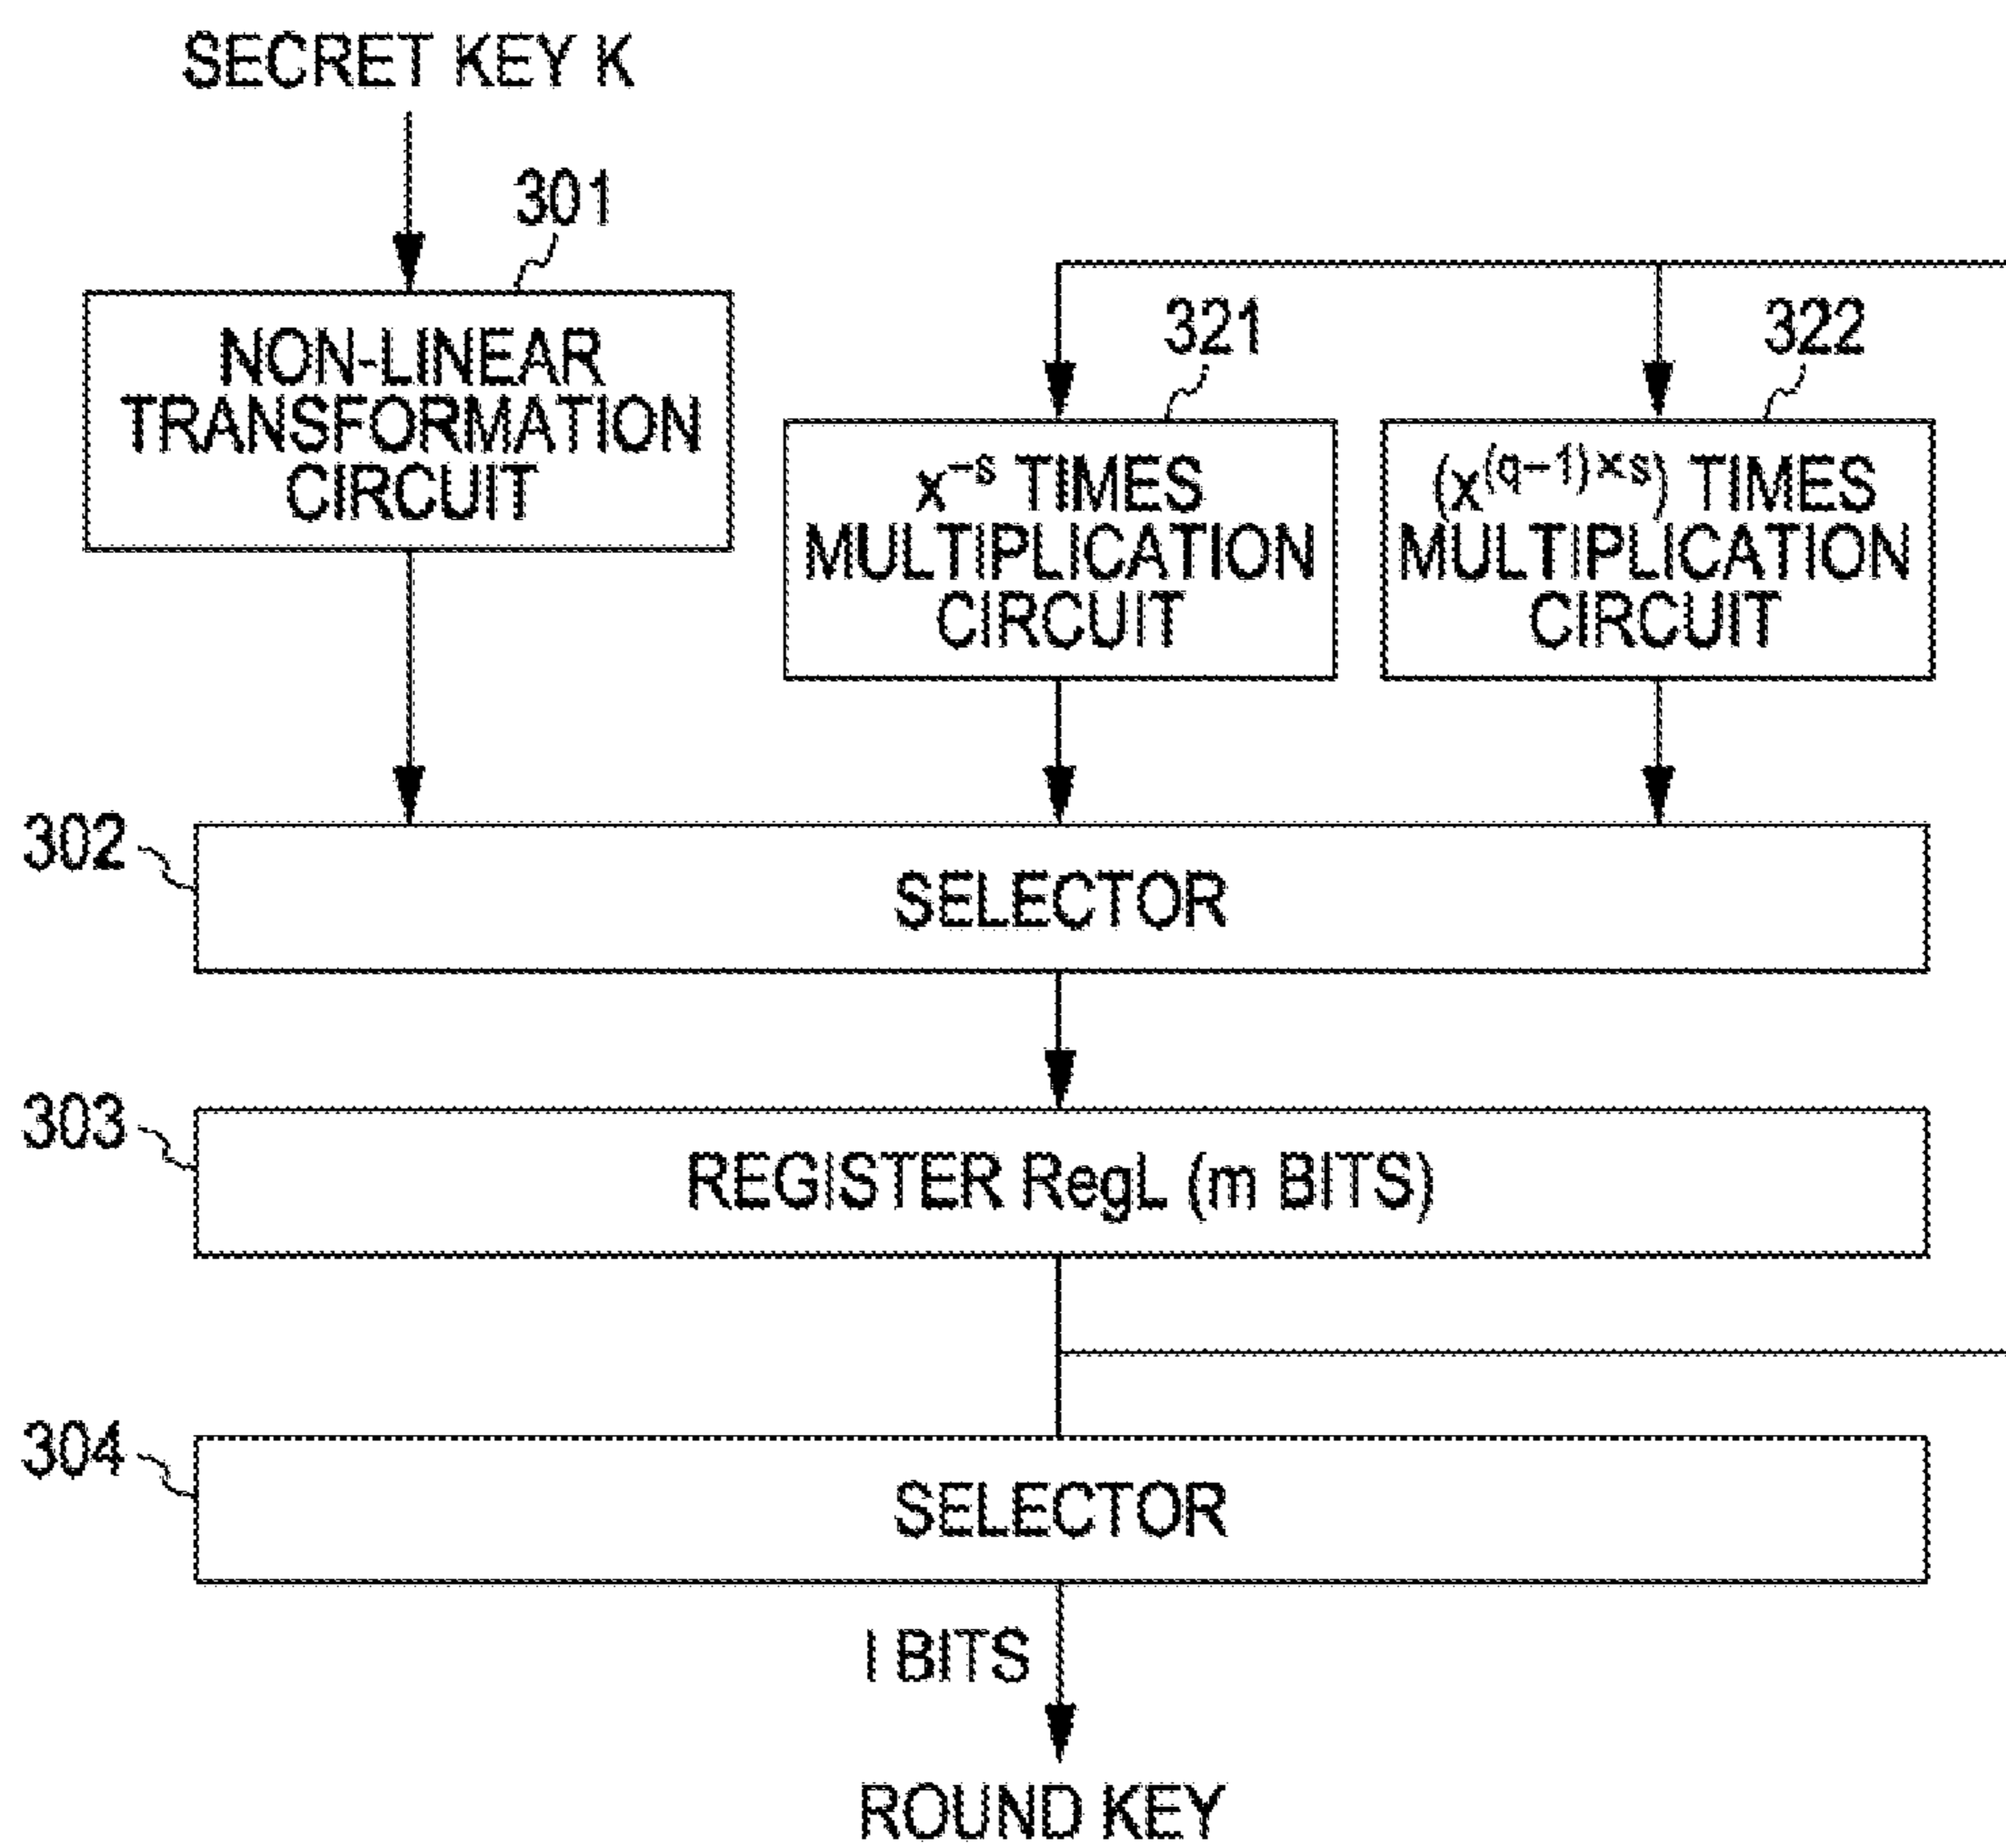 SECRET KEY K
301
NON-LINEAR
TRANSFORMATION
CIRCUIT
321
x^-s TIMES
MULTIPLICATION
CIRCUIT
322
(x^(q-1)×s) TIMES
MULTIPLICATION
CIRCUIT
302
SELECTOR
303
REGISTER RegL (m BITS)
304
SELECTOR
l BITS
ROUND KEY